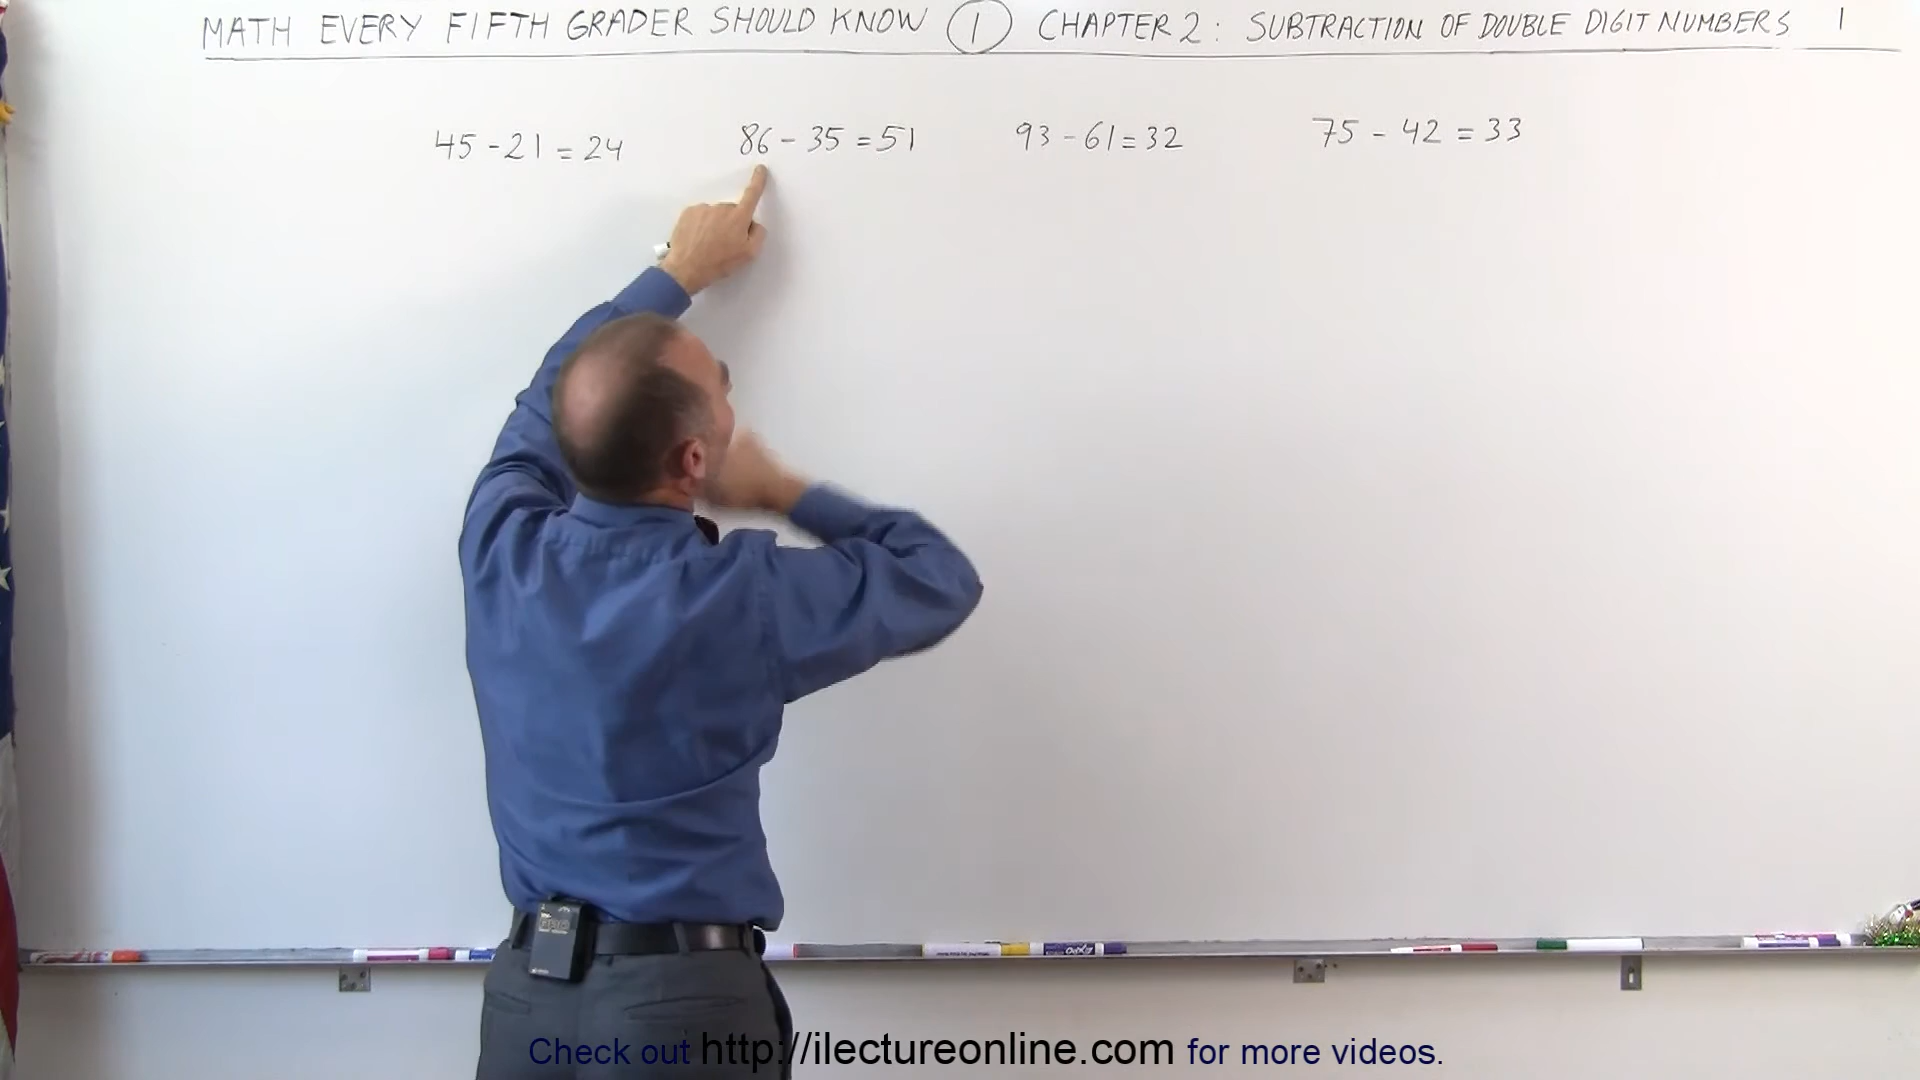 MATH EVERY FIFTH GRADER SHOULD KNOW 1 CHAPTER 2: SUBTRACTION OF DOUBLE DIGIT NUMBERS 1
45 - 21 = 24 86 - 35 = 51 93 - 61 = 32 75 - 42 = 33
Check out http://ilectureonline.com for more videos.